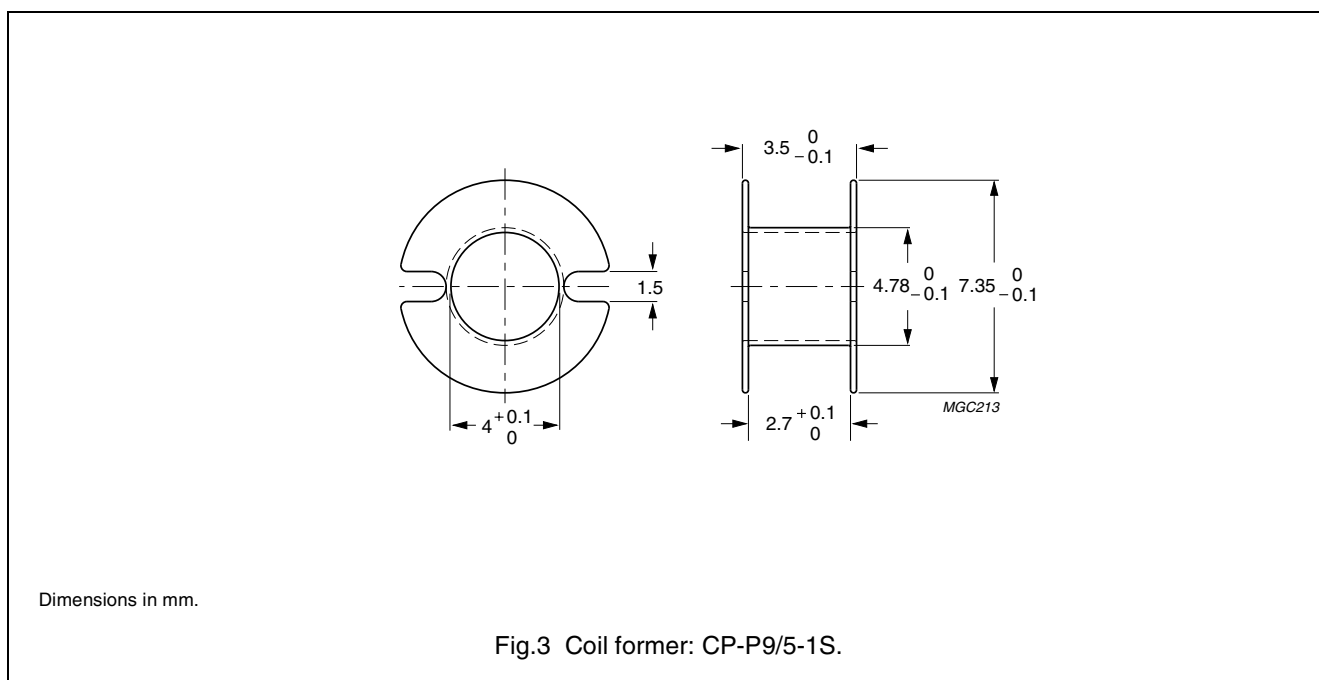 3.5 0 −0.1
1.5
4.78 0 −0.1
7.35 0 −0.1
MGC213
4 +0.1 0
2.7 +0.1 0
Dimensions in mm.
Fig.3 Coil former: CP-P9/5-1S.